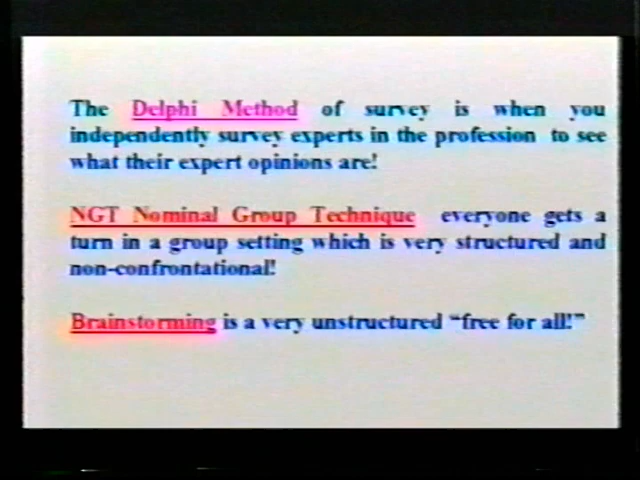 The Delphi Method of survey is when you
independently survey experts in the profession to see
what their expert opinions are!
NGT Nominal Group Technique everyone gets a
turn in a group setting which is very structured and
non-confrontational!
Brainstorming is a very unstructured “free for all!”